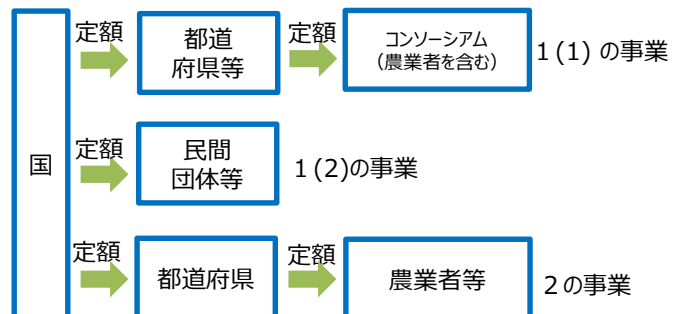 国
定額
都道
府県等
定額
コンソーシアム
（農業者を含む）
１(1) の事業
定額
民間
団体等
１(2)の事業
定額
都道府県
定額
農業者等
２の事業